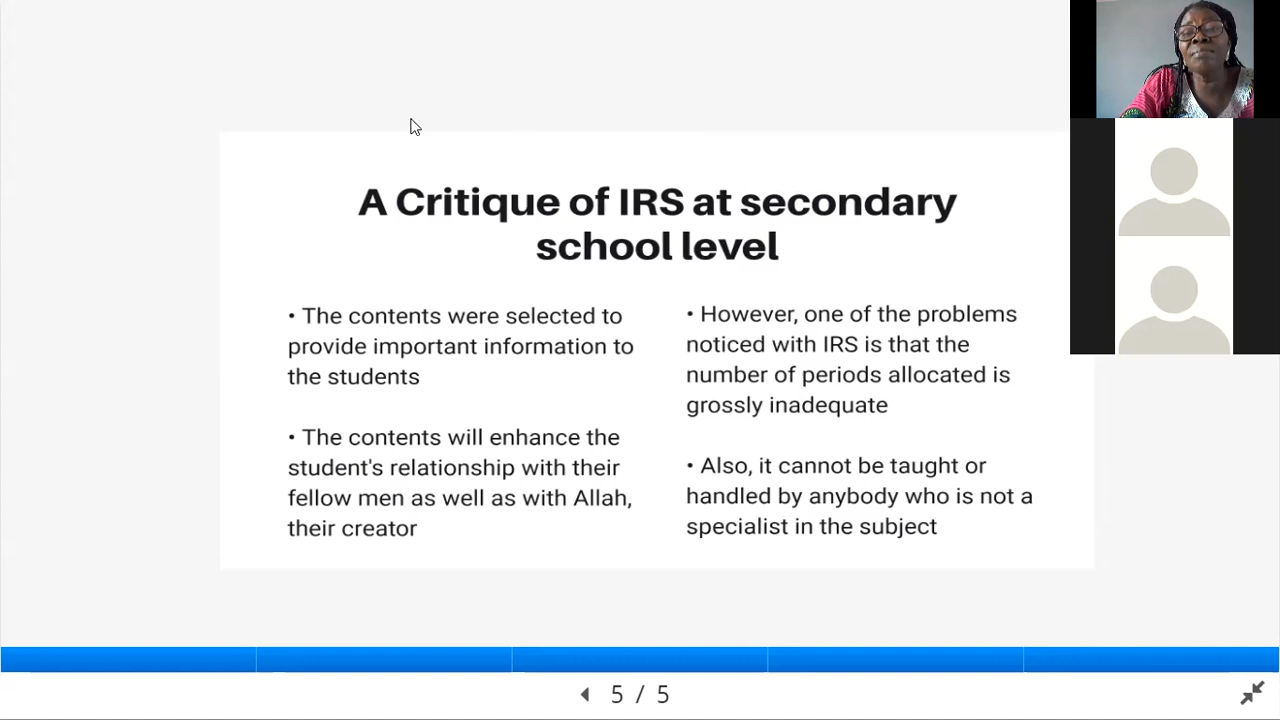 A Critique of IRS at secondary
school level
• The contents were selected to
provide important information to
the students
• The contents will enhance the
student's relationship with their
fellow men as well as with Allah,
their creator
• However, one of the problems
noticed with IRS is that the
number of periods allocated is
grossly inadequate
• Also, it cannot be taught or
handled by anybody who is not a
specialist in the subject
5 / 5